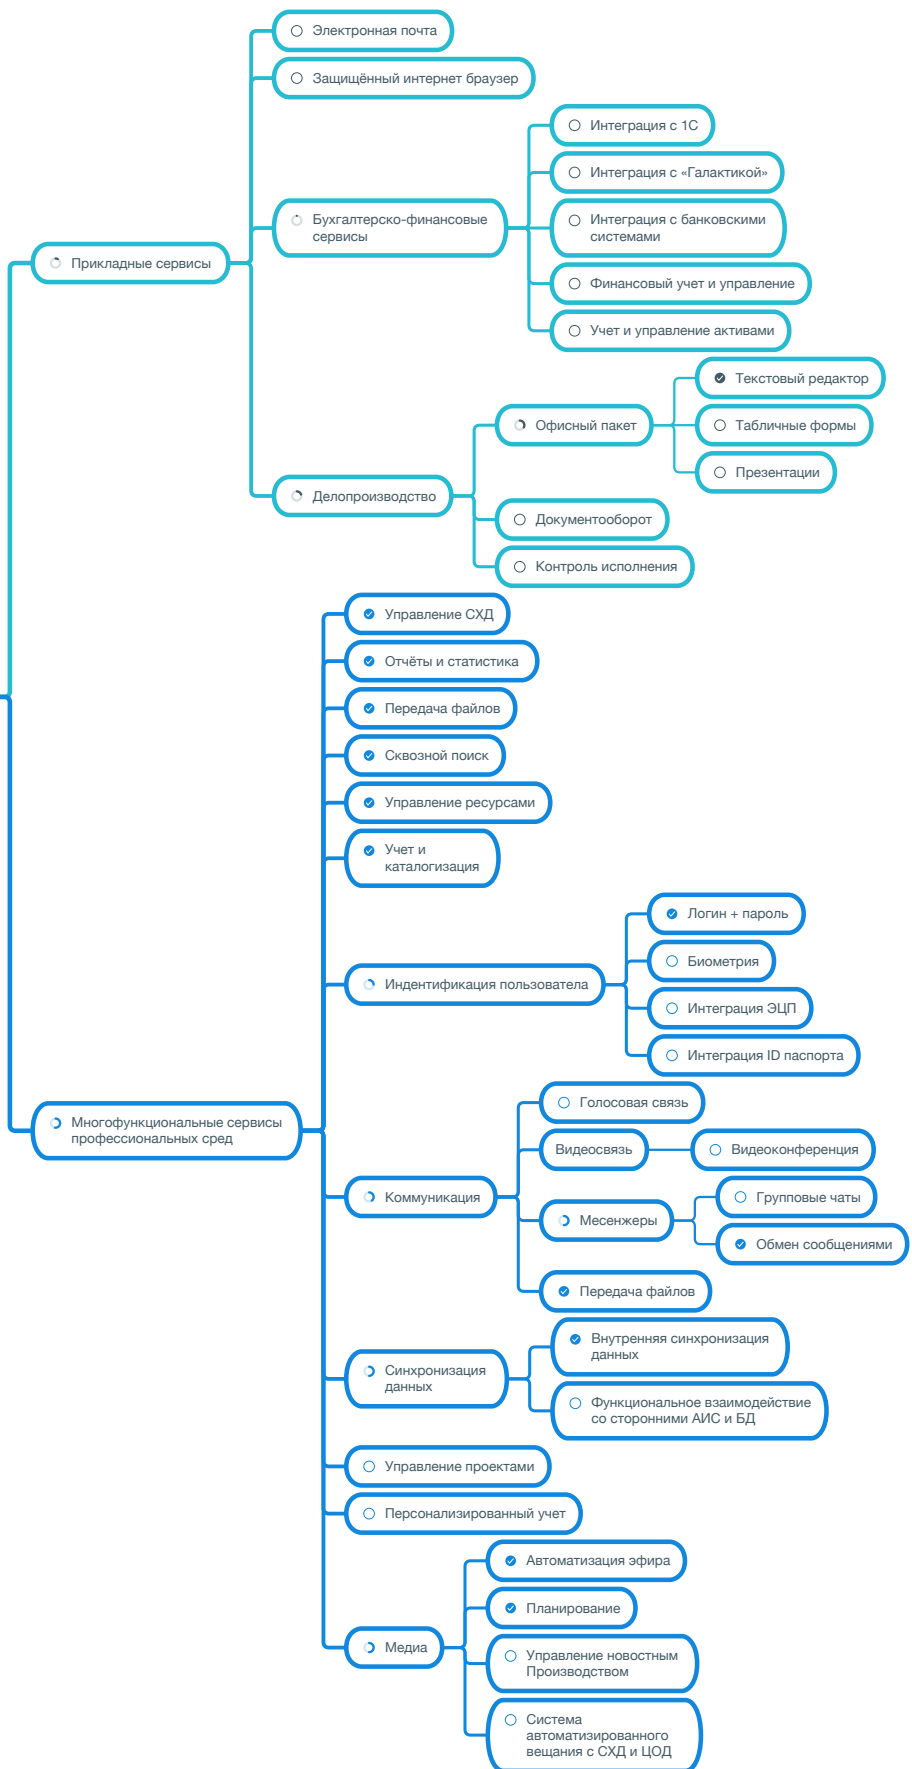 Электронная почта
Защищённый интернет браузер
Интеграция с 1С
Интеграция с «Галактикой»
Бухгалтерско-финансовые
сервисы
Интеграция с банковскими
системами
Прикладные сервисы
Финансовый учет и управление
Учет и управление активами
Текстовый редактор
Офисный пакет
Табличные формы
Презентации
Делопроизводство
Документооборот
Контроль исполнения
Управление СХД
Отчёты и статистика
Передача файлов
Сквозной поиск
Управление ресурсами
Учет и
каталогизация
Логин + пароль
Биометрия
Индентификация пользователя
Интеграция ЭЦП
Интеграция ID паспорта
Многофункциональные сервисы
профессиональных сред
Голосовая связь
Видеосвязь
Видеоконференция
Коммуникация
Групповые чаты
Месенжеры
Обмен сообщениями
Передача файлов
Внутренняя синхронизация
данных
Синхронизация
данных
Функциональное взаимодействие
со сторонними АИС и БД
Управление проектами
Персонализированный учет
Автоматизация эфира
Планирование
Медиа
Управление новостным
Производством
Система
автоматизированного
вещания с СХД и ЦОД